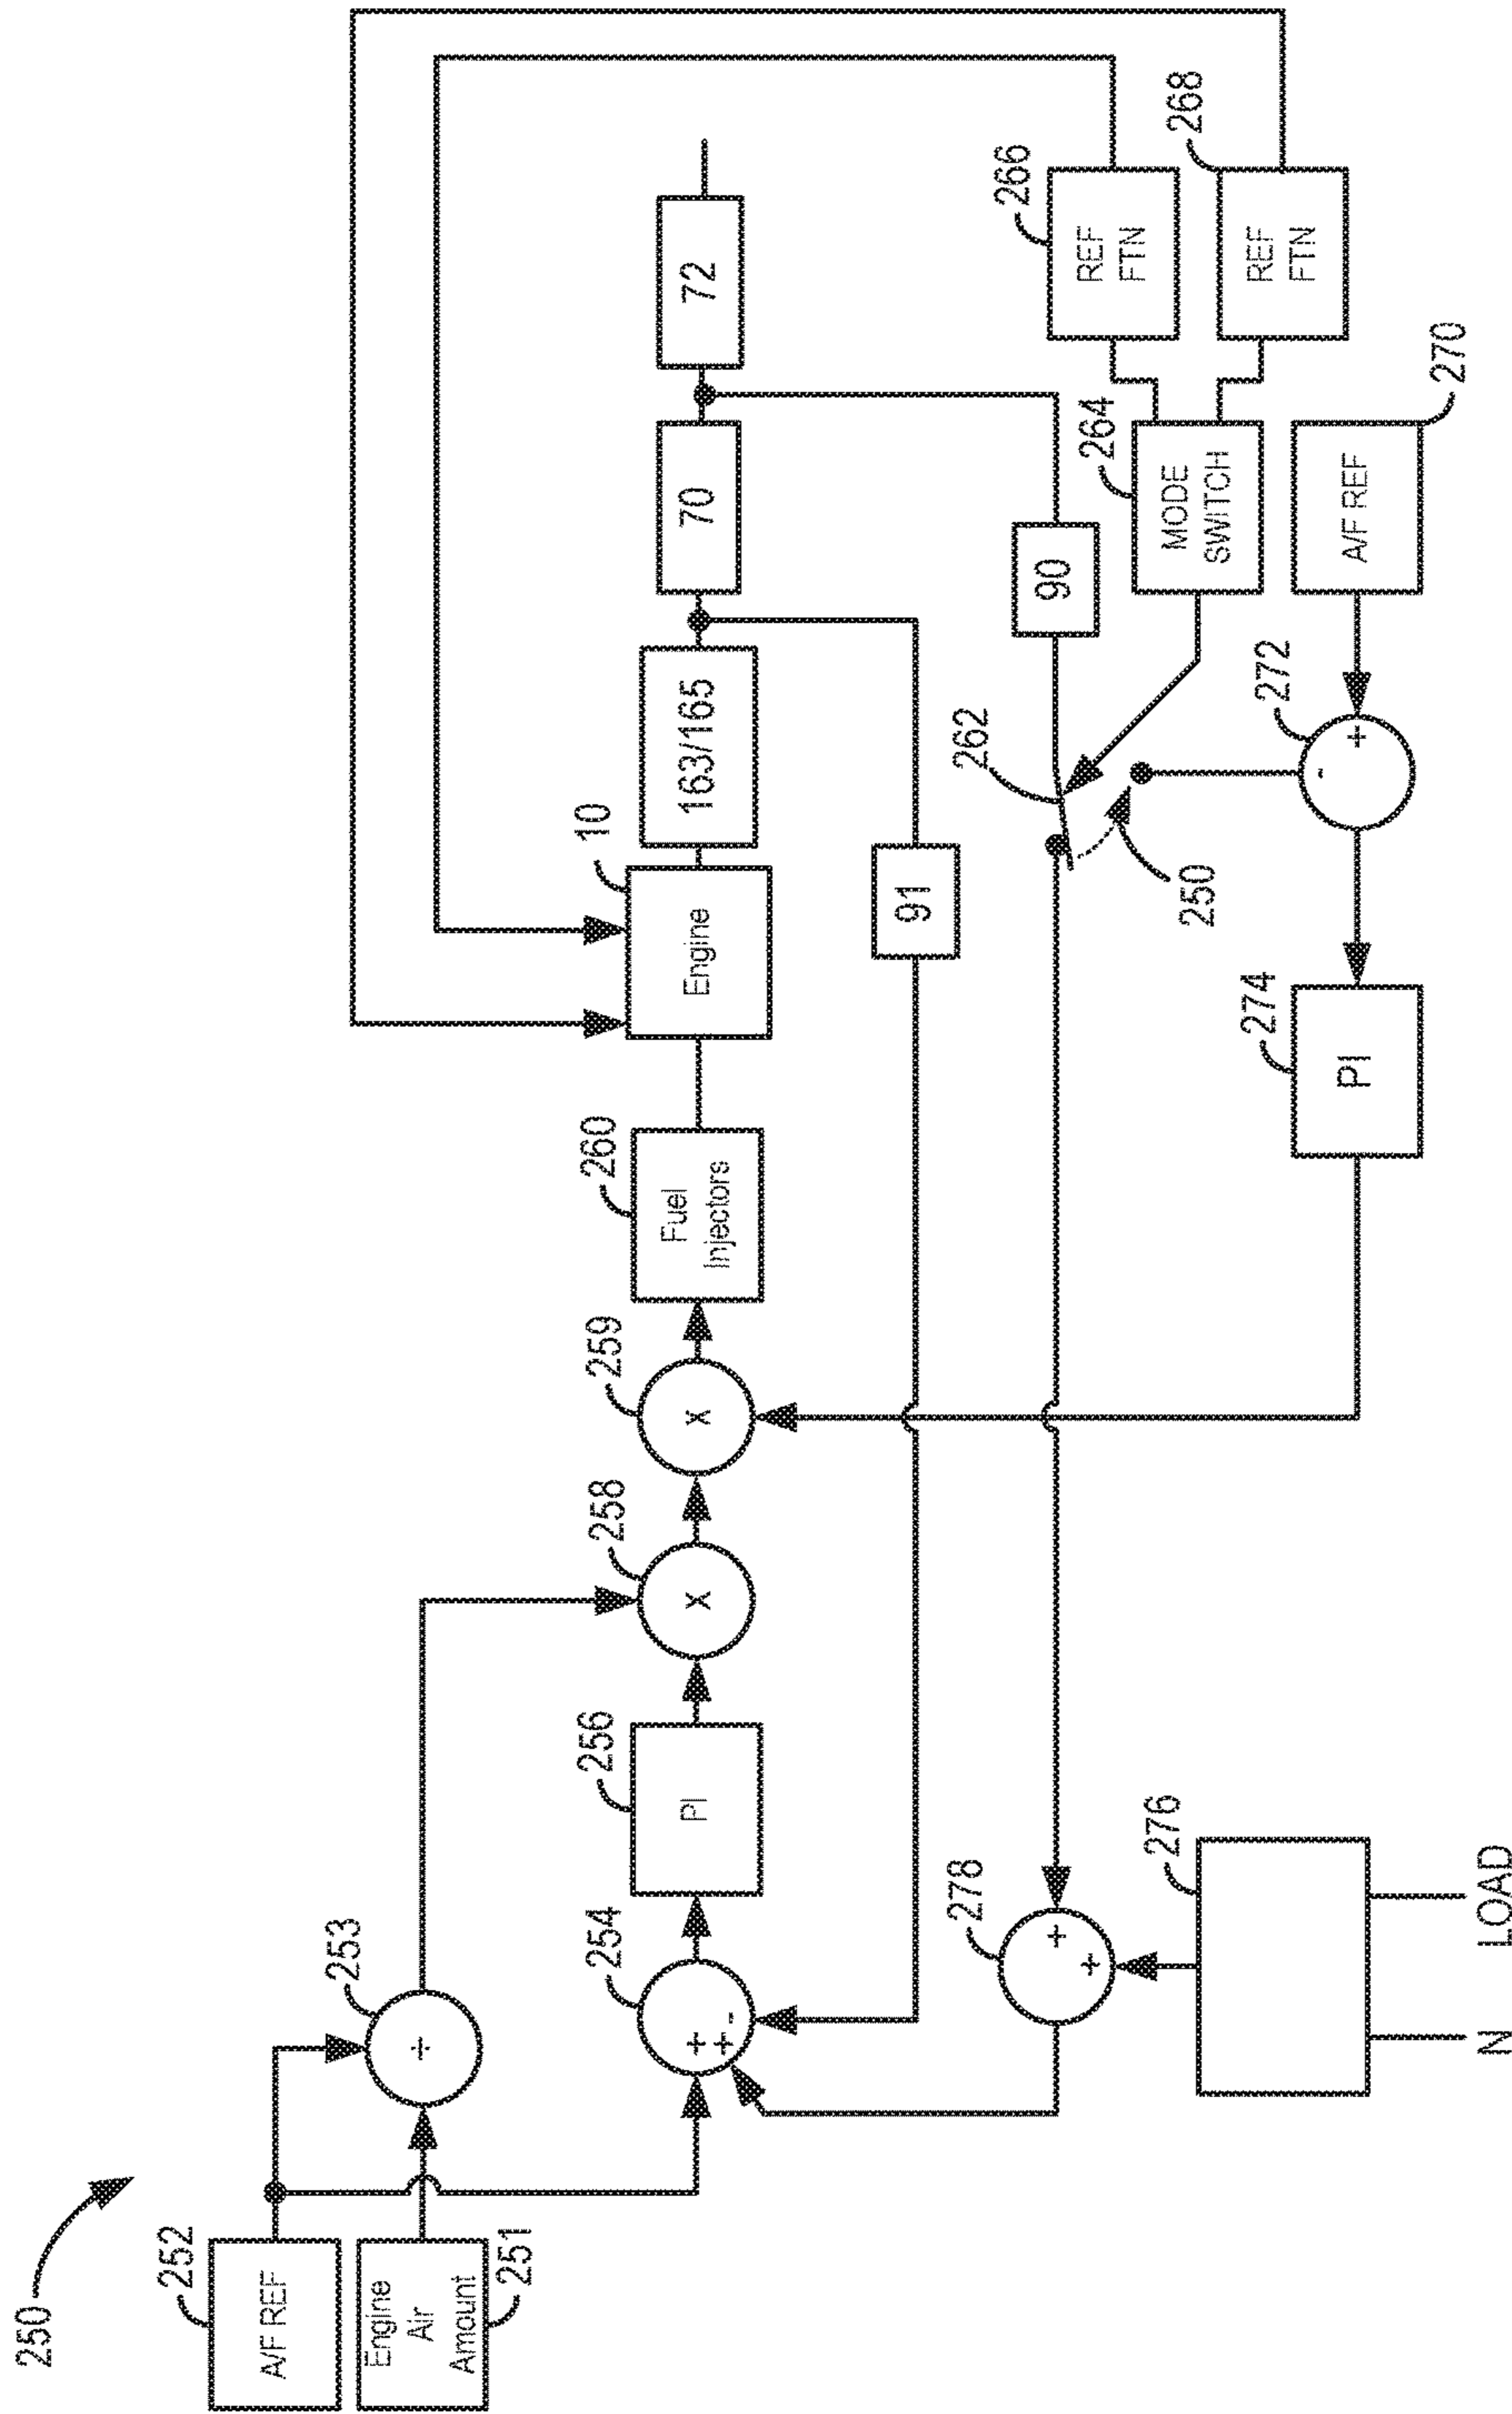 250
252
A/F REF
Engine
Air
Amount
251
253
÷
254
+
+
-
256
PI
258
X
259
X
260
Fuel
Injectors
10
Engine
163/165
70
72
91
90
262
250
264
MODE
SWITCH
266
REF
FTN
268
REF
FTN
270
A/F REF
272
+
-
274
PI
278
+
+
276
N
LOAD